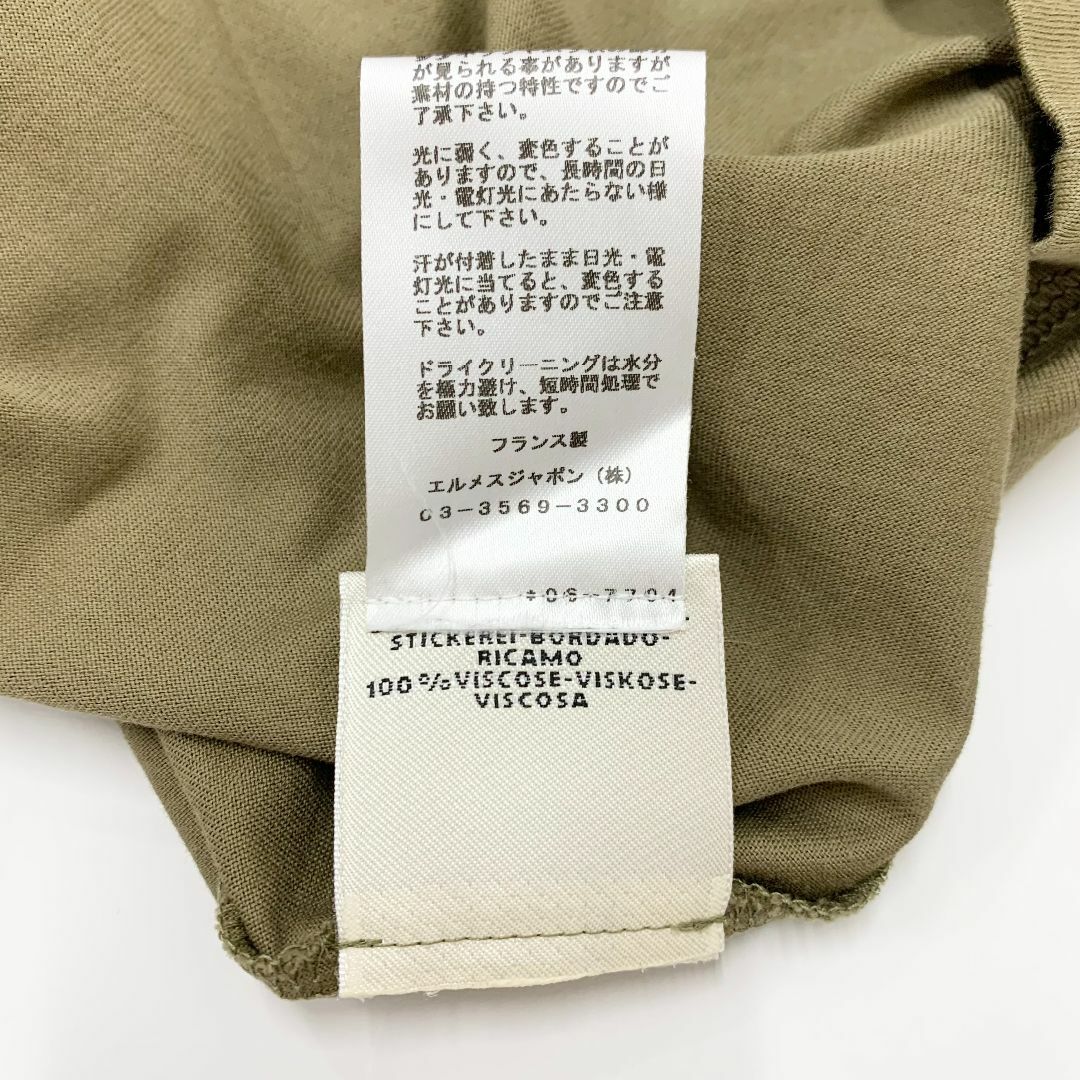 が見られる事がありますが
素材の持つ特性ですのでご
了承下さい。
光に弱く、変色することが
ありますので、長時間の日
光・電灯光にあたらない様
にして下さい。
汗が付着したまま日光・電
灯光に当てると、変色する
ことがありますのでご注意
下さい。
ドライクリーニングは水分
を極力避け、短時間処理で
お願い致します。
フランス製
エルメスジャポン（株）
03-3569-3300
STICKEREI-BORDADO-
RICAMO
100%VISCOSE-VISKOSE-
VISCOSA